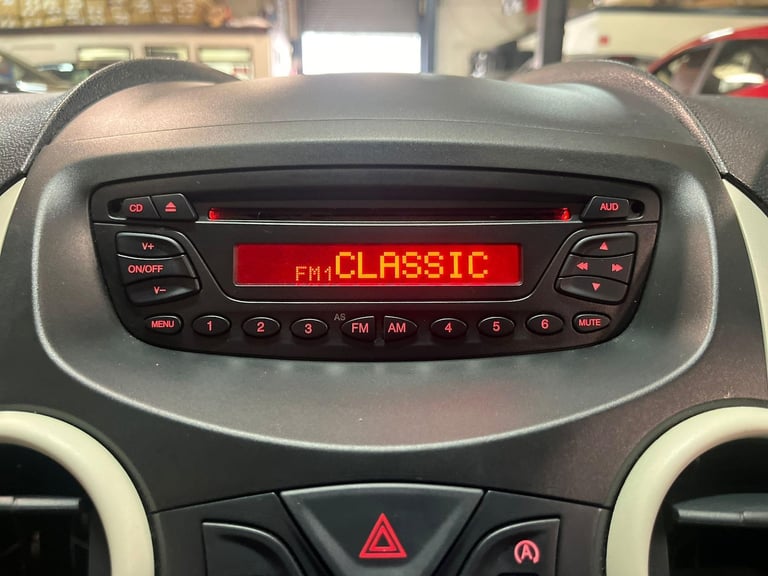 CD
AUD
V+
ON/OFF
V-
FM1 CLASSIC
MENU 1 2 3 AS FM AM 4 5 6 MUTE
A